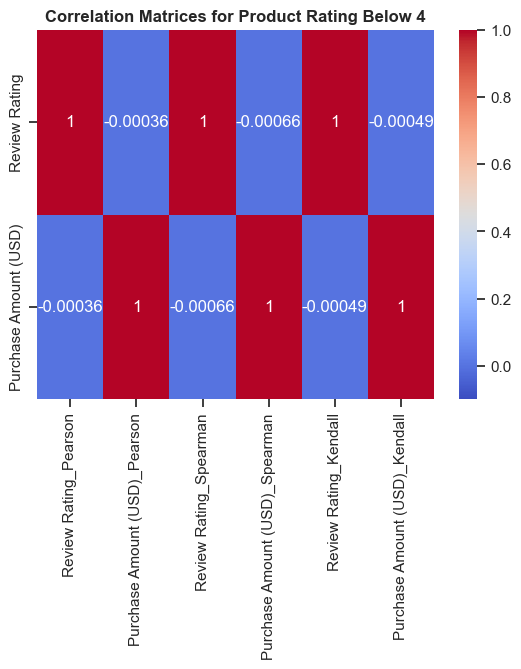 Correlation Matrices for Product Rating Below 4
Review Rating
1
-0.00036
1
-0.00066
1
-0.00049
Purchase Amount (USD)
-0.00036
1
-0.00066
1
-0.00049
1
Review Rating_Pearson
Purchase Amount (USD)_Pearson
Review Rating_Spearman
Purchase Amount (USD)_Spearman
Review Rating_Kendall
Purchase Amount (USD)_Kendall
1.0
0.8
0.6
0.4
0.2
0.0